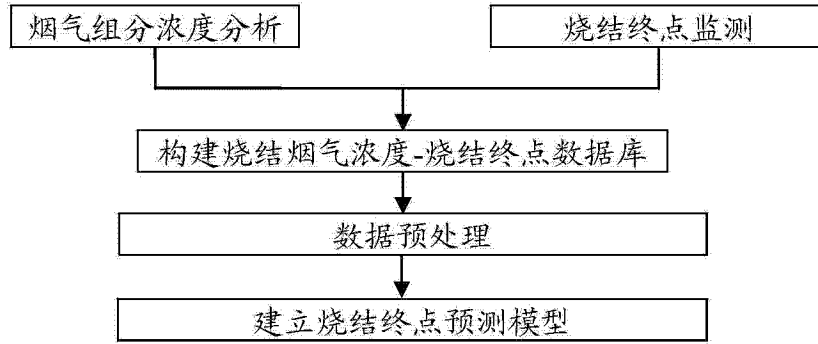 烟气组分浓度分析
烧结终点监测
构建烧结烟气浓度-烧结终点数据库
数据预处理
建立烧结终点预测模型